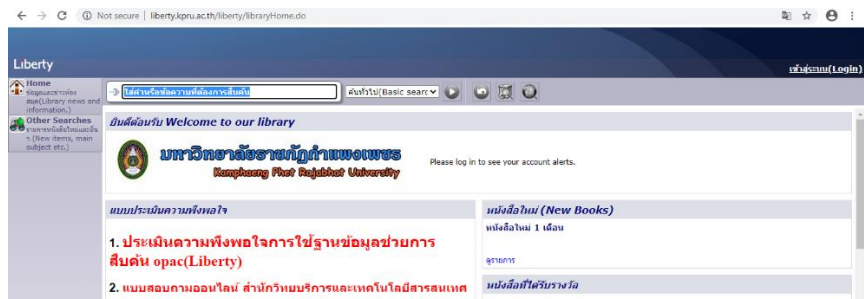 Not secure | liberty.kpru.ac.th/liberty/libraryHome.do
Liberty
เข้าสู่ระบบ(Login)
Home
ข้อมูลและข่าวห้อง
สมุด(Library news and
information.)
Other Searches
รายการหนังสือใหม่และอื่น
ๆ (New items, main
subject etc.)
ใส่คำหรือข้อความที่ต้องการสืบค้น
ค้นทั่วไป(Basic searc
ยินดีต้อนรับ Welcome to our library
มหาวิทยาลัยราชภัฏกำแพงเพชร
Kamphaeng Phet Rajabhat University
Please log in to see your account alerts.
แบบประเมินความพึงพอใจ
1. ประเมินความพึงพอใจการใช้ฐานข้อมูลช่วยการ
สืบค้น opac(Liberty)
2. แบบสอบถามออนไลน์ สำนักวิทยบริการและเทคโนโลยีสารสนเทศ
หนังสือใหม่ (New Books)
หนังสือใหม่ 1 เดือน
ดูรายการ
หนังสือที่ได้รับรางวัล